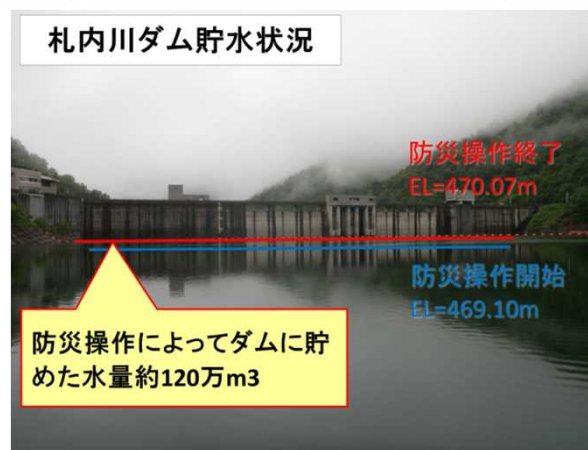 札内川ダム貯水状況
防災操作終了
EL=470.07m
防災操作開始
EL=469.10m
防災操作によってダムに貯
めた水量約120万m3